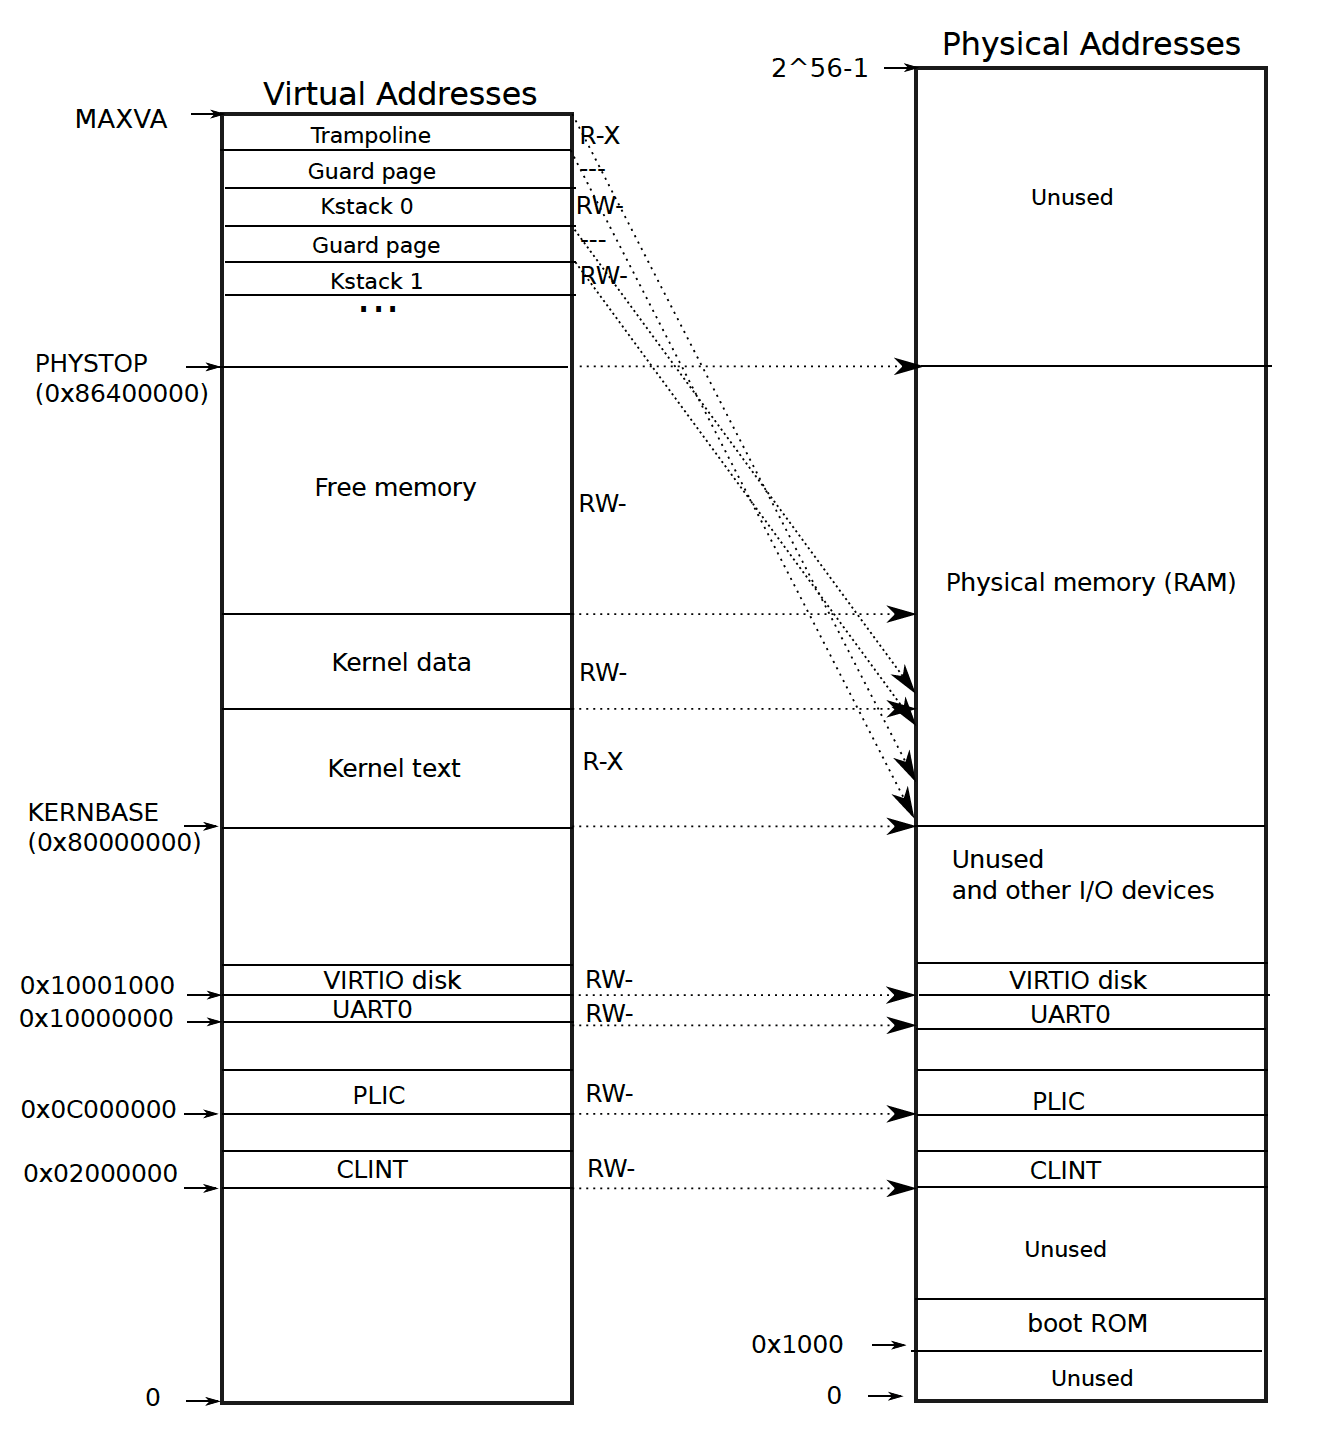 Physical Addresses
2^56-1
Virtual Addresses
MAXVA
Trampoline
R-X
Guard page
---
Unused
Kstack 0
RW-
Guard page
---
Kstack 1
RW-
...
PHYSTOP
(0x86400000)
Free memory
RW-
Physical memory (RAM)
Kernel data
RW-
Kernel text
R-X
KERNBASE
(0x80000000)
Unused
and other I/O devices
0x10001000
VIRTIO disk
RW-
VIRTIO disk
0x10000000
UART0
RW-
UART0
0x0C000000
PLIC
RW-
PLIC
0x02000000
CLINT
RW-
CLINT
Unused
boot ROM
0x1000
Unused
0
0